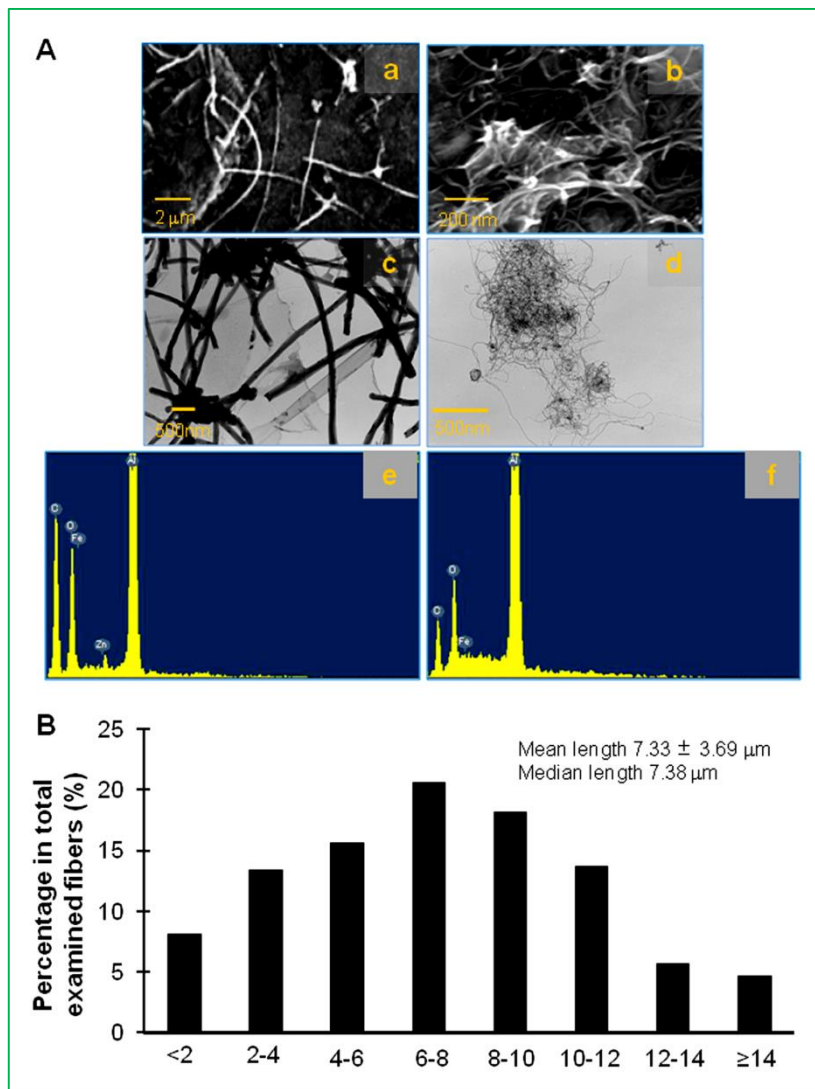 A
a
b
2 μm
200 nm
c
d
500nm
500nm
e
Al
O
O
Fe
Zn
f
Al
O
O
Fe
B
25
20
15
10
5
0
Percentage in total
examined fibers (%)
Mean length 7.33 ± 3.69 μm
Median length 7.38 μm
<2 2-4 4-6 6-8 8-10 10-12 12-14 ≥14